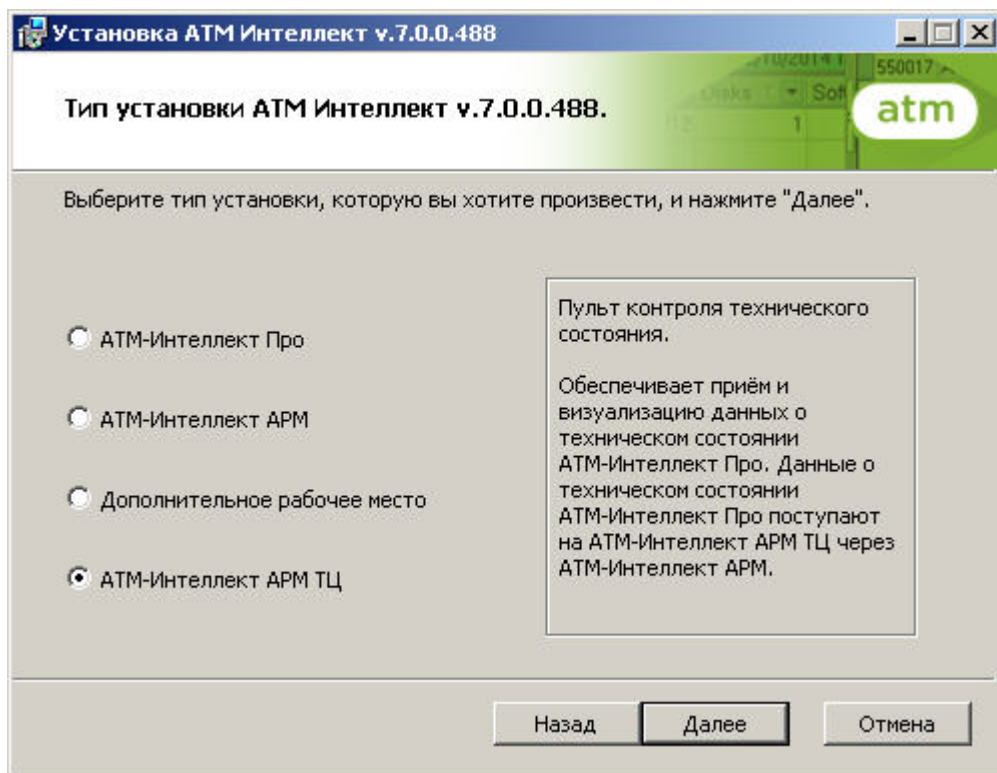 Установка АТМ Интеллект v.7.0.0.488
Тип установки АТМ Интеллект v.7.0.0.488.
550017
Disks
1
atm
Выберите тип установки, которую вы хотите произвести, и нажмите "Далее".
АТМ-Интеллект Про
АТМ-Интеллект АРМ
Дополнительное рабочее место
АТМ-Интеллект АРМ ТЦ
Пульт контроля технического
состояния.
Обеспечивает приём и
визуализацию данных о
техническом состоянии
АТМ-Интеллект Про. Данные о
техническом состоянии
АТМ-Интеллект Про поступают
на АТМ-Интеллект АРМ ТЦ через
АТМ-Интеллект АРМ.
Назад
Далее
Отмена